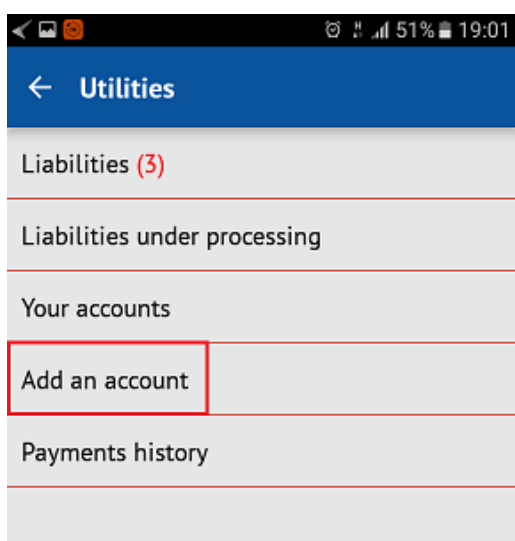 51% 19:01
Utilities
Liabilities (3)
Liabilities under processing
Your accounts
Add an account
Payments history